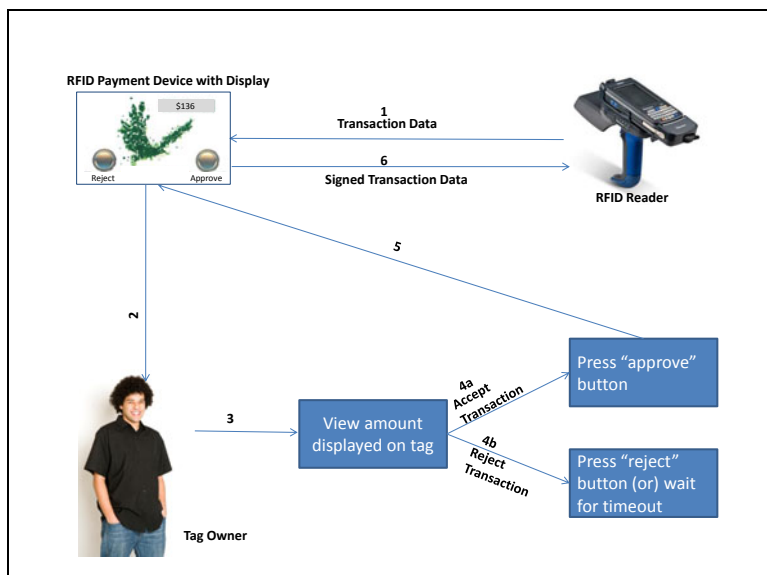 RFID Payment Device with Display
$136
Reject
Approve
1
Transaction Data
6
Signed Transaction Data
RFID Reader
5
2
3
View amount
displayed on tag
4a
Accept
Transaction
Press "approve"
button
4b
Reject
Transaction
Press "reject"
button (or) wait
for timeout
Tag Owner